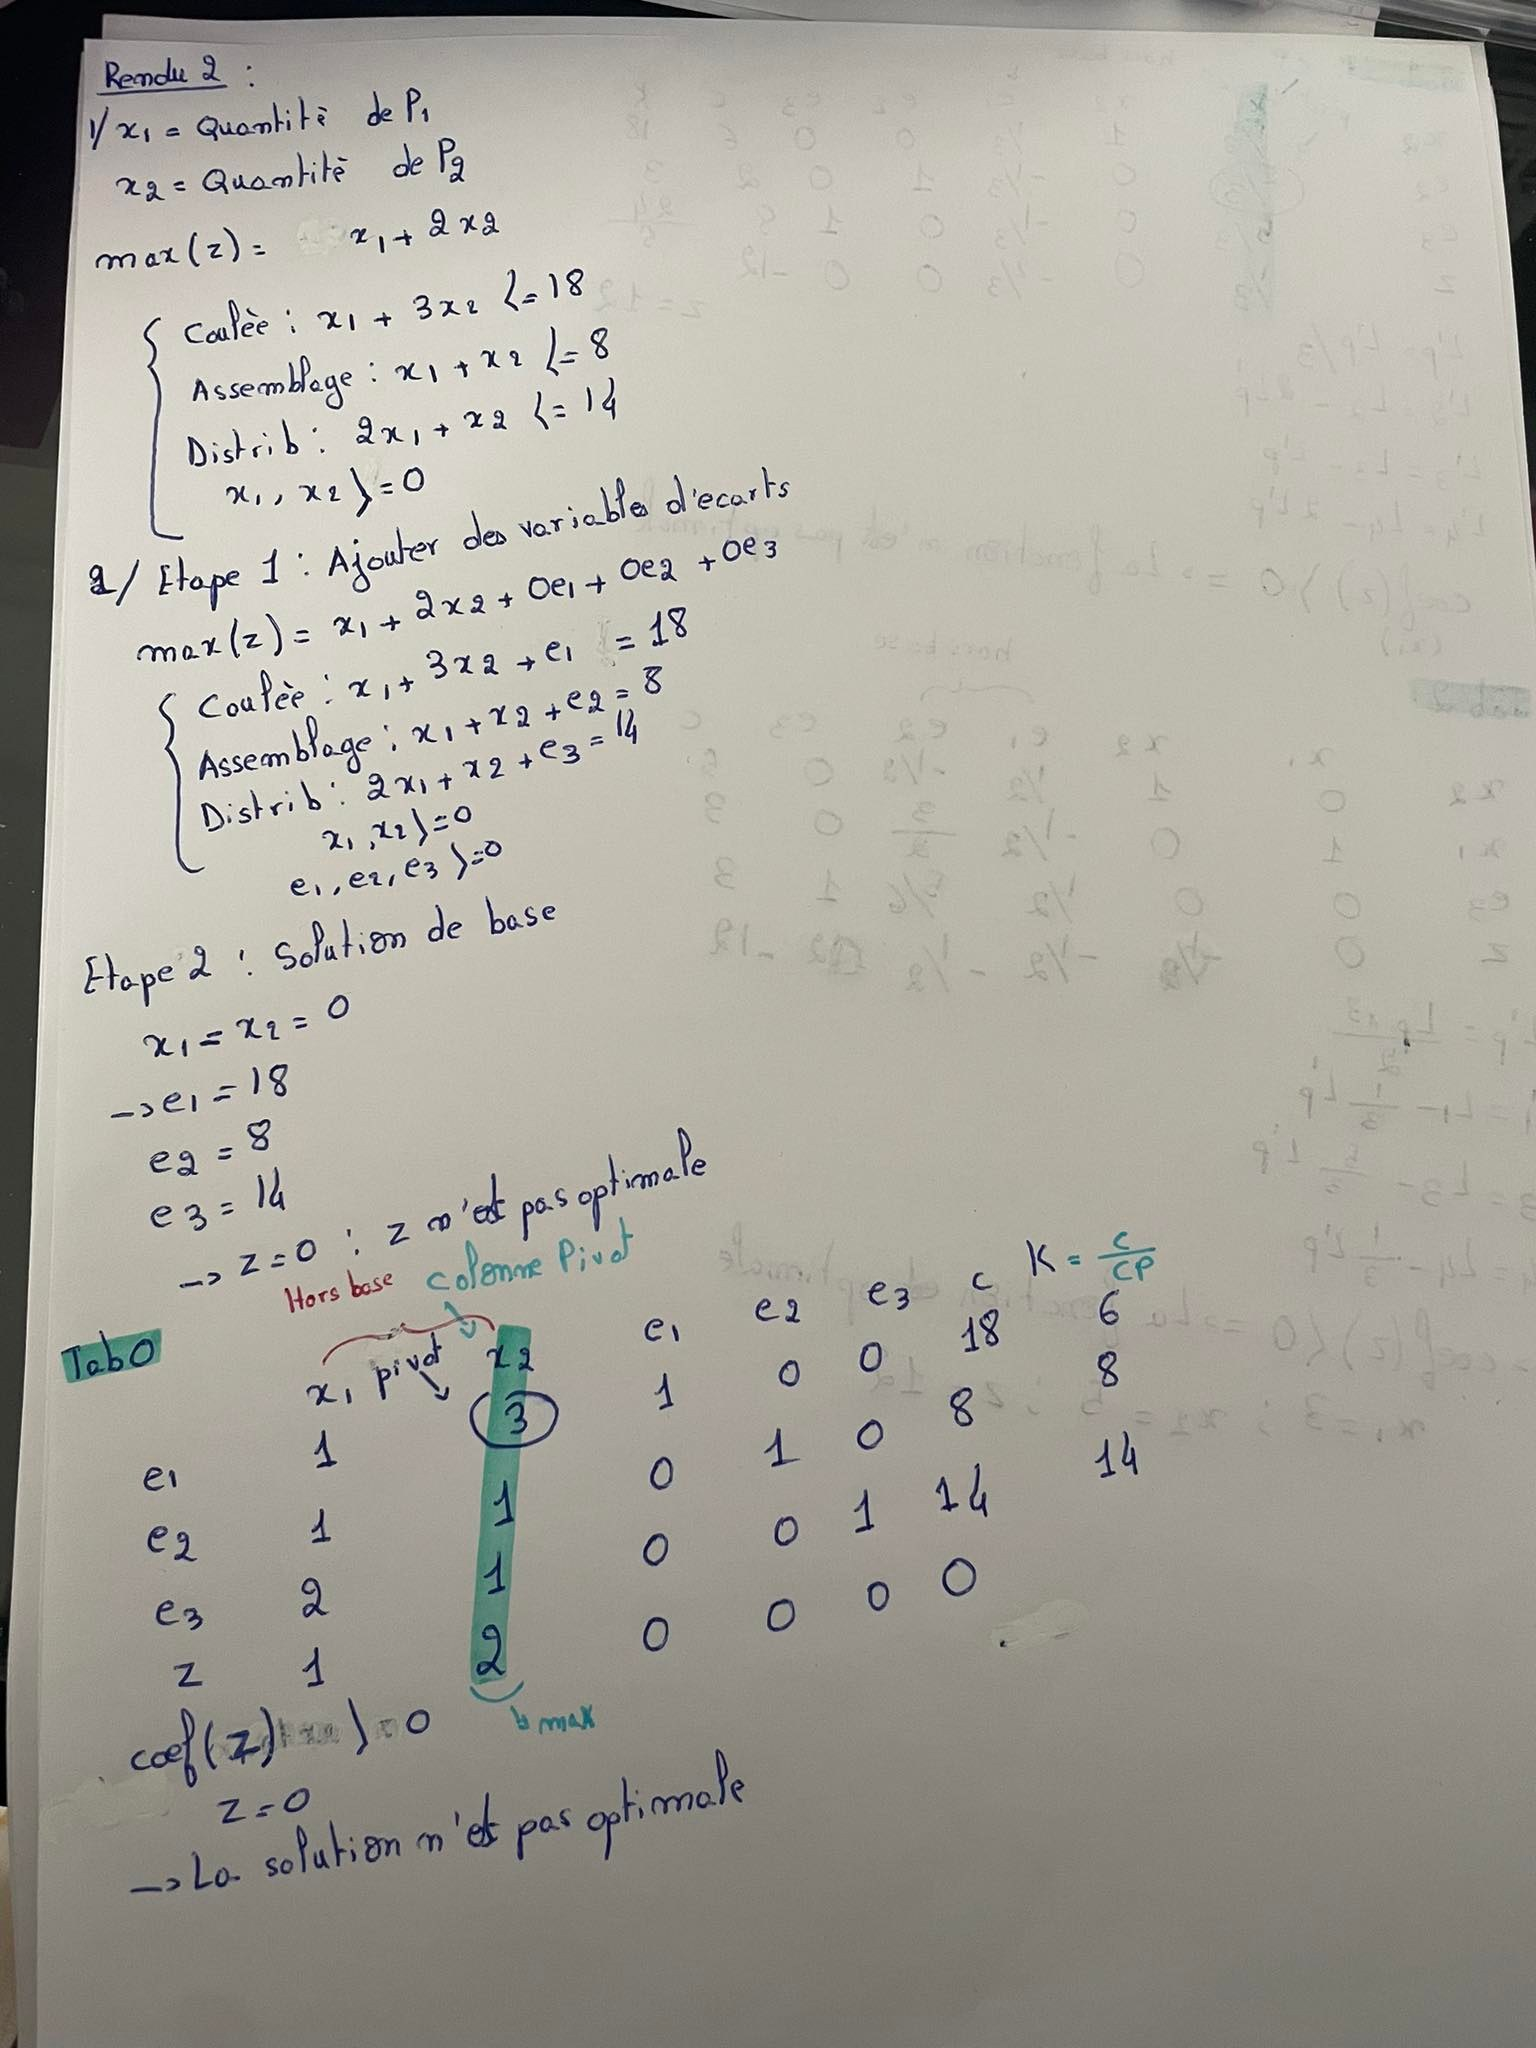 Rendu 2 :
1/ x1 = Quantitè de P1
x2 = Quantitè de P2
max(z) = x1 + 2x2
Coulèe : x1 + 3x2 <= 18
Assemblage : x1 + x2 <= 8
Distrib : 2x1 + x2 <= 14
x1, x2 >= 0
2/ Etape 1 : Ajouter des variables d'ecarts
max(z) = x1 + 2x2 + 0e1 + 0e2 + 0e3
Coulèe : x1 + 3x2 + e1 = 18
Assemblage : x1 + x2 + e2 = 8
Distrib : 2x1 + x2 + e3 = 14
x1, x2 >= 0
e1, e2, e3 >= 0
Etape 2 : Solution de base
x1 = x2 = 0
-> e1 = 18
e2 = 8
e3 = 14
-> z = 0 : z n'est pas optimale
Hors base colonne Pivot
Tab0 x1 pivot x2 e1 e2 e3 c K = c/CP
e1 1 3 1 0 0 18 6
e2 1 1 0 1 0 8 8
e3 2 1 0 0 1 14 14
z 1 2 0 0 0 0
max
coef(z) > 0
z = 0
-> La solution n'est pas optimale